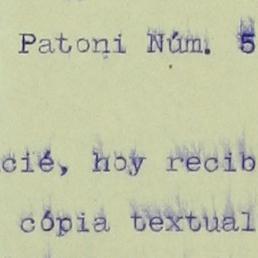 Patoni Núm. 5
cié, hoy recib
cópia textual